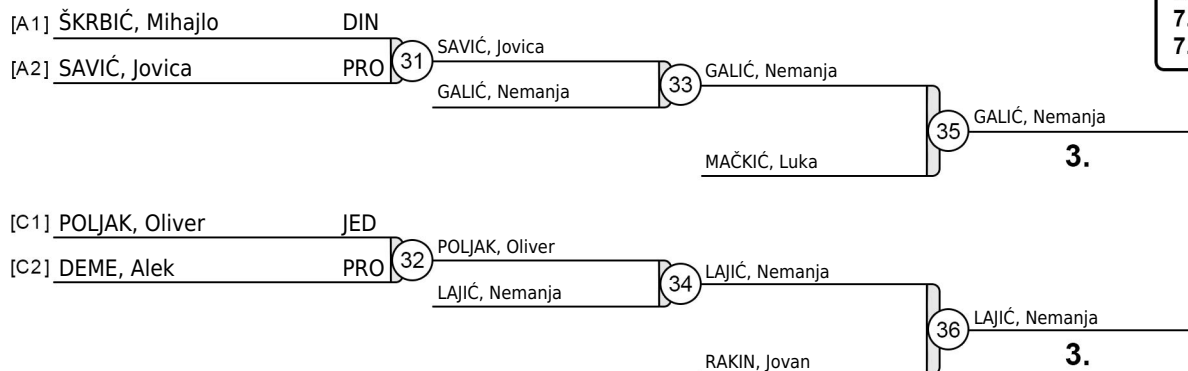 7.
7.
[A1] ŠKRBIĆ, Mihajlo DIN
[A2] SAVIĆ, Jovica PRO
31
SAVIĆ, Jovica
GALIĆ, Nemanja
33
GALIĆ, Nemanja
MAČKIĆ, Luka
35
GALIĆ, Nemanja
3.
[C1] POLJAK, Oliver JED
[C2] DEME, Alek PRO
32
POLJAK, Oliver
LAJIĆ, Nemanja
34
LAJIĆ, Nemanja
RAKIN, Jovan
36
LAJIĆ, Nemanja
3.